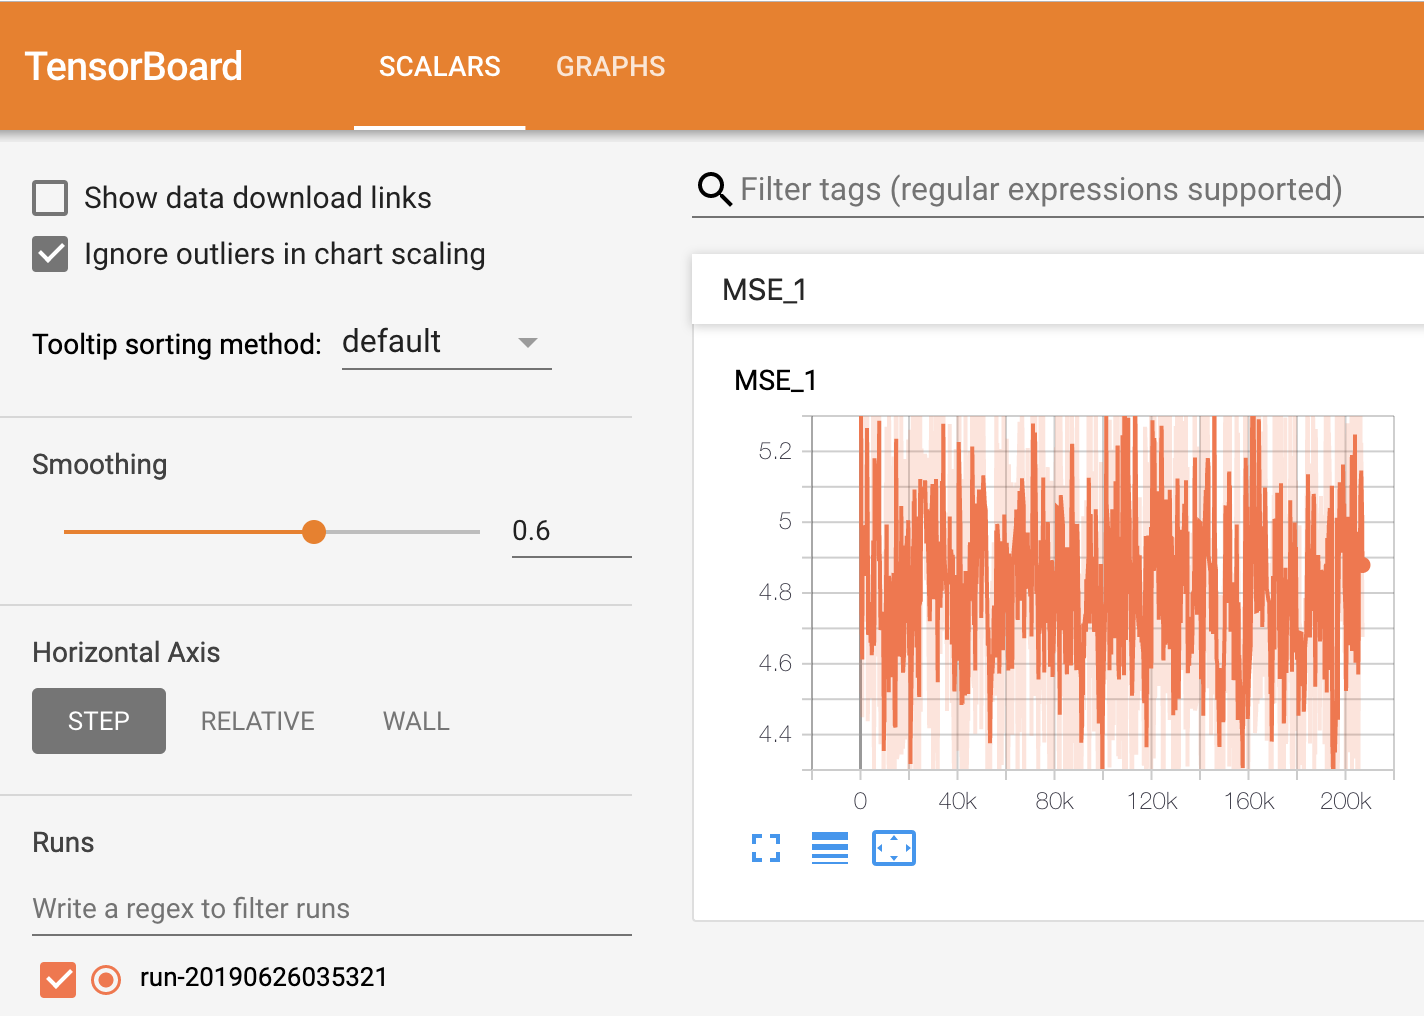 TensorBoard
SCALARS
GRAPHS
Show data download links
Ignore outliers in chart scaling
Tooltip sorting method:
default
Smoothing
0.6
Horizontal Axis
STEP
RELATIVE
WALL
Runs
Write a regex to filter runs
run-20190626035321
Filter tags (regular expressions supported)
MSE_1
MSE_1
5.2
5
4.8
4.6
4.4
0
40k
80k
120k
160k
200k